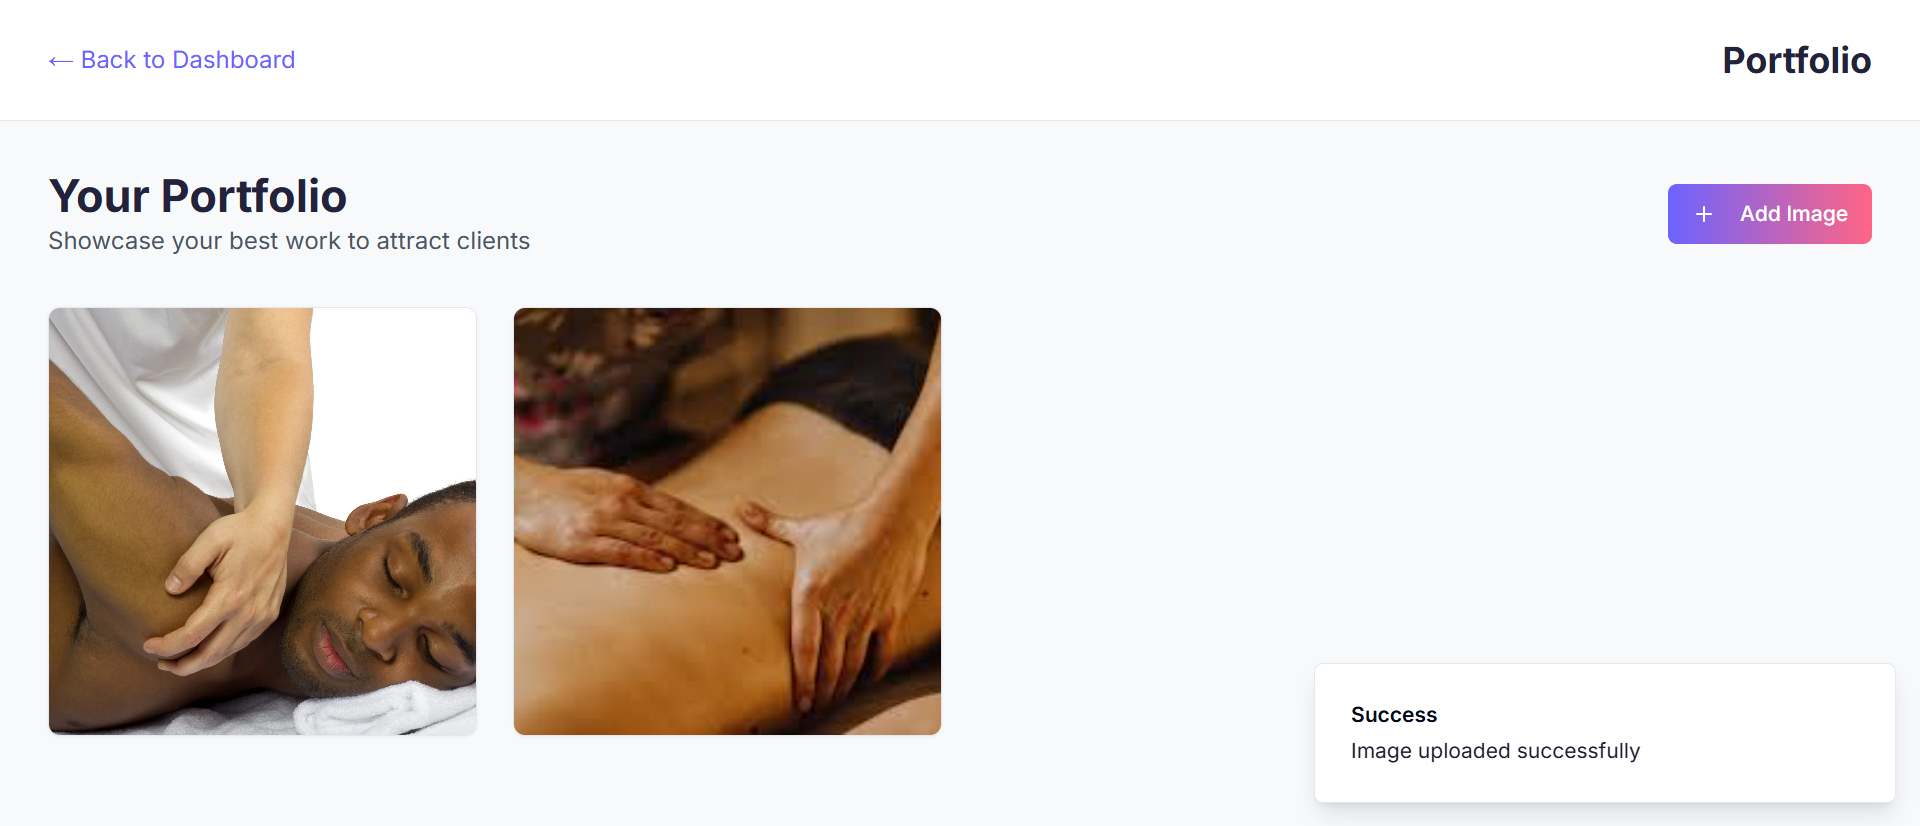 ← Back to Dashboard
Portfolio
Your Portfolio
Showcase your best work to attract clients
+ Add Image
Success
Image uploaded successfully